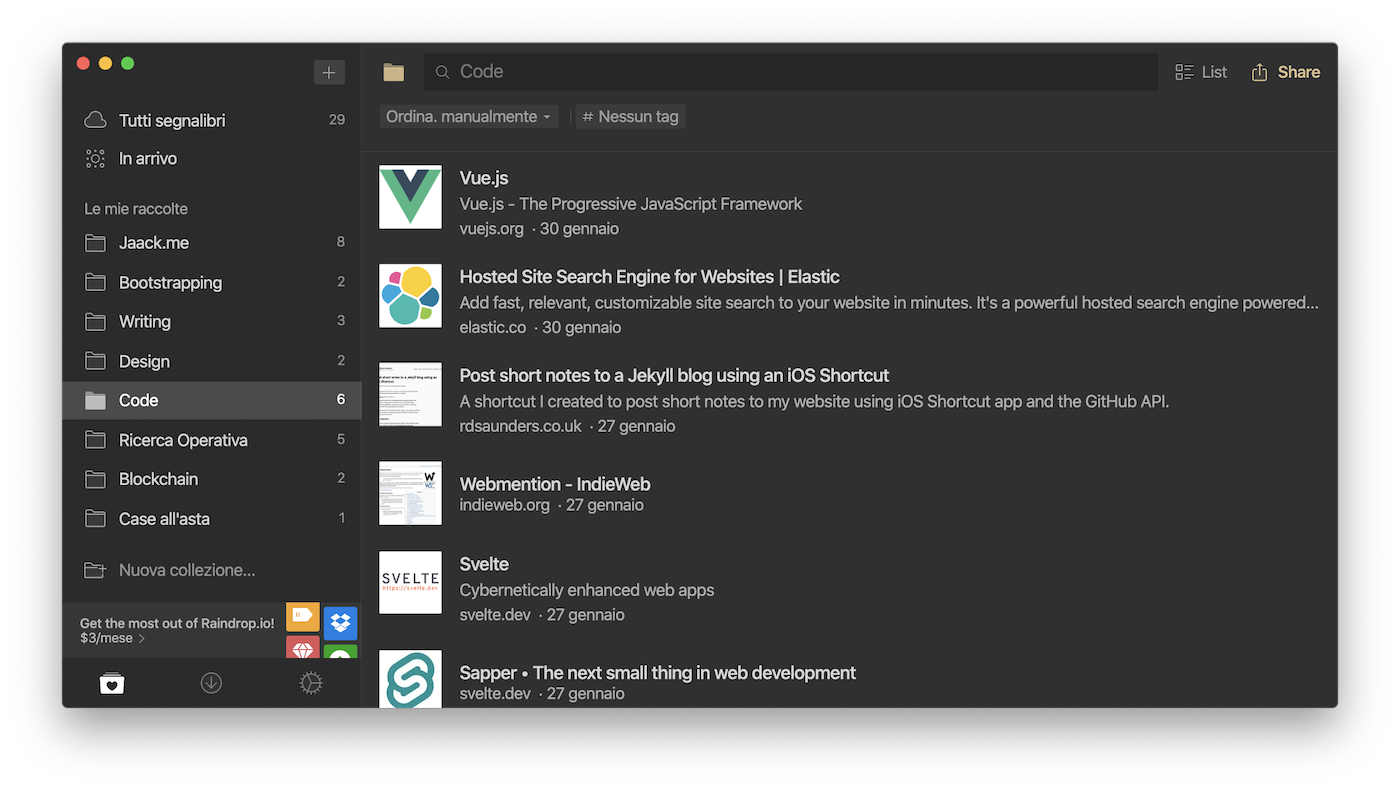 Tutti segnalibri 29
In arrivo
Le mie raccolte
Jaack.me 8
Bootstrapping 2
Writing 3
Design 2
Code 6
Ricerca Operativa 5
Blockchain 2
Case all'asta 1
Nuova collezione...
Get the most out of Raindrop.io!
$3/mese >
Code
List
Share
Ordina. manualmente
# Nessun tag
Vue.js
Vue.js - The Progressive JavaScript Framework
vuejs.org · 30 gennaio
Hosted Site Search Engine for Websites | Elastic
Add fast, relevant, customizable site search to your website in minutes. It's a powerful hosted search engine powered...
elastic.co · 30 gennaio
Post short notes to a Jekyll blog using an iOS Shortcut
A shortcut I created to post short notes to my website using iOS Shortcut app and the GitHub API.
rdsaunders.co.uk · 27 gennaio
Webmention - IndieWeb
indieweb.org · 27 gennaio
SVELTE
https://svelte.dev
Svelte
Cybernetically enhanced web apps
svelte.dev · 27 gennaio
Sapper • The next small thing in web development
svelte.dev · 27 gennaio